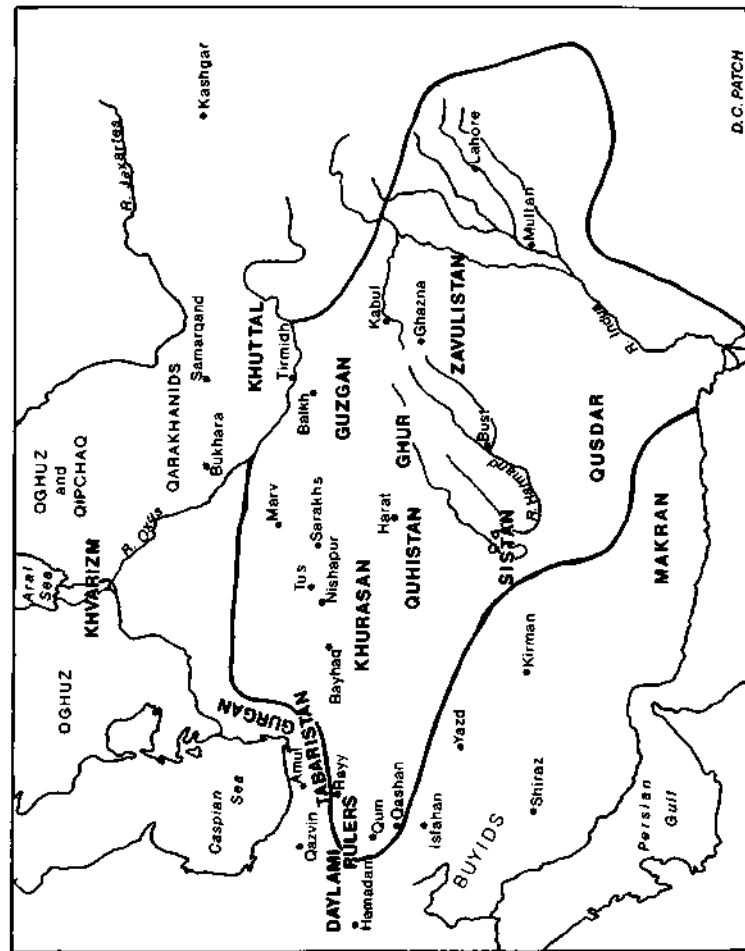 R. Jaxartes
Kashgar
OGHUZ
and
QIPCHAQ
Aral
Sea
KHVARIZM
OGHUZ
Caspian
Sea
R. Oxus
QARAKHANIDS
Samarqand
Bukhara
KHUTTAL
Tirmidh
Balkh
GUZGAN
Marv
Sarakhs
Tus
Nishapur
KHURASAN
Bayhaq
GURGAN
TABARISTAN
Amul
Rayy
Qazvin
DAYLAMI
RULERS
Hamadam
Qum
Qashan
Isfahan
BUYIDS
Yazd
Shiraz
Kirman
Persian
Gulf
MAKRAN
QUSDAR
SISTAN
QUHISTAN
Harat
GHUR
R. Harmand
Bust
Kabul
Ghazna
ZAVULISTAN
R. Indus
Multan
Lahore
D.C. PATCH